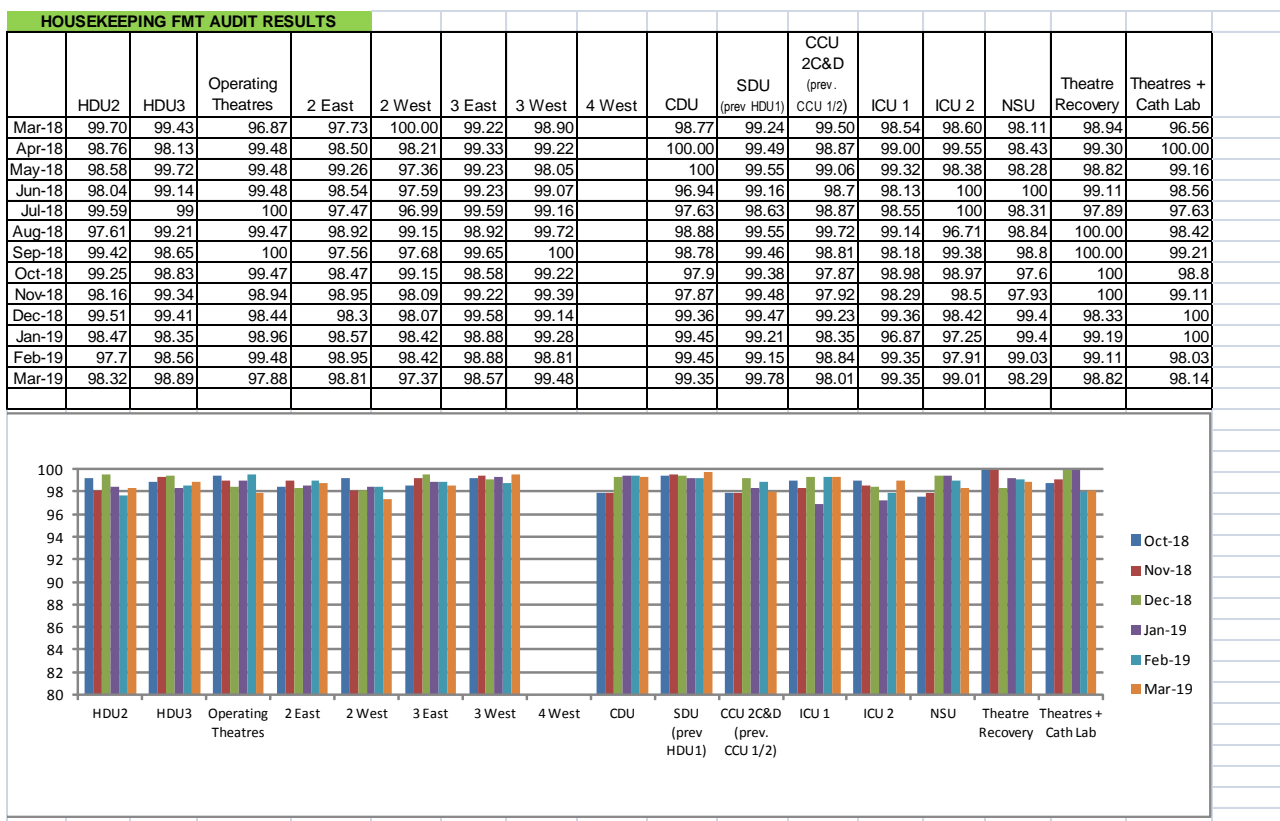 HOUSEKEEPING FMT AUDIT RESULTS
HDU2 HDU3 Operating Theatres 2 East 2 West 3 East 3 West 4 West CDU SDU (prev HDU1) CCU 2C&D (prev. CCU 1/2) ICU 1 ICU 2 NSU Theatre Recovery Theatres + Cath Lab
Mar-18 99.70 99.43 96.87 97.73 100.00 99.22 98.90 98.77 99.24 99.50 98.54 98.60 98.11 98.94 96.56
Apr-18 98.76 98.13 99.48 98.50 98.21 99.33 99.22 100.00 99.49 98.87 99.00 99.55 98.43 99.30 100.00
May-18 98.58 99.72 99.48 99.26 97.36 99.23 98.05 100 99.55 99.06 99.32 98.38 98.28 98.82 99.16
Jun-18 98.04 99.14 99.48 98.54 97.59 99.23 99.07 96.94 99.16 98.7 98.13 100 100 99.11 98.56
Jul-18 99.59 99 100 97.47 96.99 99.59 99.16 97.63 98.63 98.87 98.55 100 98.31 97.89 97.63
Aug-18 97.61 99.21 99.47 98.92 99.15 98.92 99.72 98.88 99.55 99.72 99.14 96.71 98.84 100.00 98.42
Sep-18 99.42 98.65 100 97.56 97.68 99.65 100 98.78 99.46 98.81 98.18 99.38 98.8 100.00 99.21
Oct-18 99.25 98.83 99.47 98.47 99.15 98.58 99.22 97.9 99.38 97.87 98.98 98.97 97.6 100 98.8
Nov-18 98.16 99.34 98.94 98.95 98.09 99.22 99.39 97.87 99.48 97.92 98.29 98.5 97.93 100 99.11
Dec-18 99.51 99.41 98.44 98.3 98.07 99.58 99.14 99.36 99.47 99.23 99.36 98.42 99.4 98.33 100
Jan-19 98.47 98.35 98.96 98.57 98.42 98.88 99.28 99.45 99.21 98.35 96.87 97.25 99.4 99.19 100
Feb-19 97.7 98.56 99.48 98.95 98.42 98.88 98.81 99.45 99.15 98.84 99.35 97.91 99.03 99.11 98.03
Mar-19 98.32 98.89 97.88 98.81 97.37 98.57 99.48 99.35 99.78 98.01 99.35 99.01 98.29 98.82 98.14
100
98
96
94
92
90
88
86
84
82
80
HDU2 HDU3 Operating Theatres 2 East 2 West 3 East 3 West 4 West CDU SDU (prev HDU1) CCU 2C&D (prev. CCU 1/2) ICU 1 ICU 2 NSU Theatre Recovery Theatres + Cath Lab
Oct-18
Nov-18
Dec-18
Jan-19
Feb-19
Mar-19